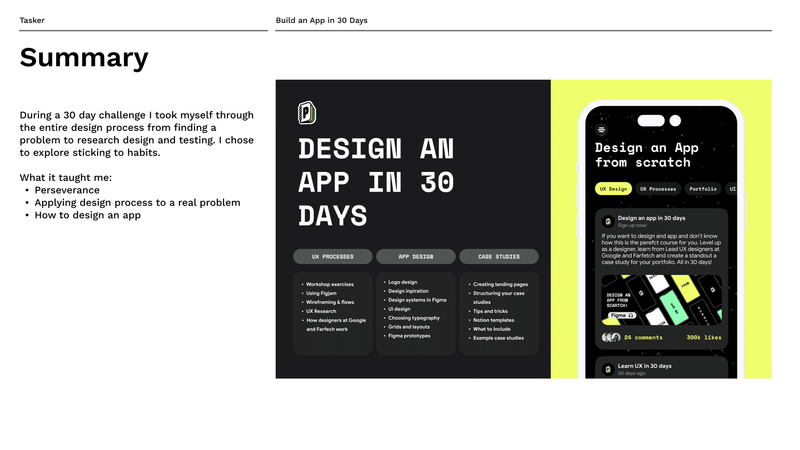 Tasker
Build an App in 30 Days
Summary
During a 30 day challenge I took myself through
the entire design process from finding a
problem to research design and testing. I chose
to explore sticking to habits.
What it taught me:
• Perseverance
• Applying design process to a real problem
• How to design an app
P
DESIGN AN
APP IN 30
DAYS
UX PROCESSES
• Workshop exercises
• Using Figjam
• Wireframing & flows
• UX Research
• How designers at Google
and Farfech work
APP DESIGN
• Logo design
• Design inpiration
• Design systems in Figma
• UI design
• Choosing typography
• Grids and layouts
• Figma prototypes
CASE STUDIES
• Creating landing pages
• Structuring your case
studies
• Tips and tricks
• Notion templates
• What to include
• Example case studies
Design an App
from scratch
UX Design
UX Processes
Portfolio
UI
Design an app in 30 days
Sign up now!
If you want to design and app and don't know
how this is the perefct course for you. Level up
as a designer, learn from Lead UX designers at
Google and Farfetch and create a standout a
case study for your portfolio. All in 30 days!
DESIGN AN
APP FROM
SCRATCH!
Figma
24 comments
300k likes
Learn UX in 30 days
30 days ago